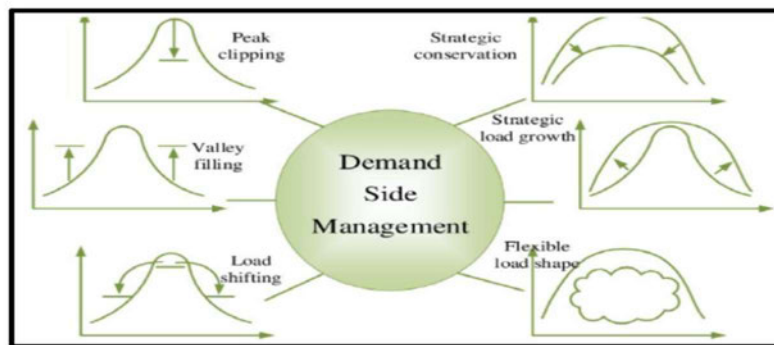 Peak
clipping
Strategic
conservation
Valley
filling
Demand
Side
Management
Strategic
load growth
Load
shifting
Flexible
load shape